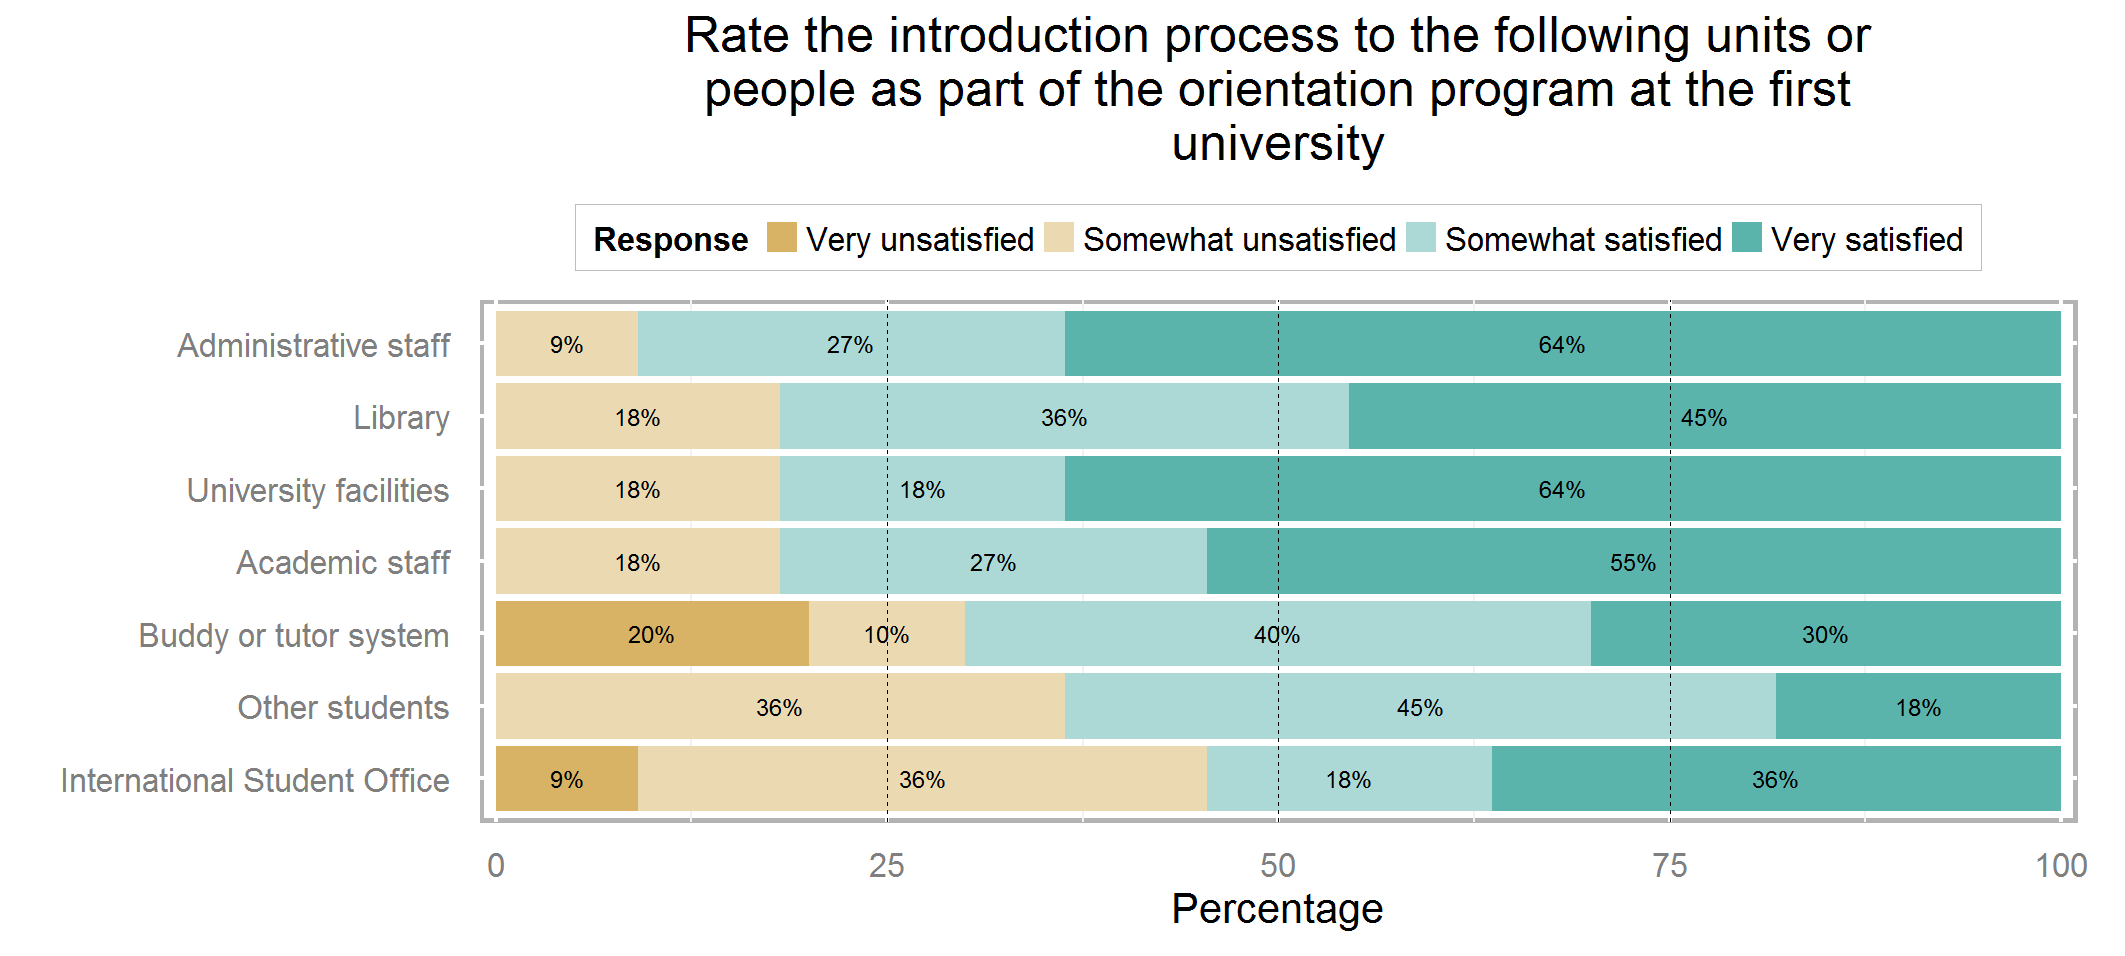 Rate the introduction process to the following units or
people as part of the orientation program at the first
university
Response Very unsatisfied Somewhat unsatisfied Somewhat satisfied Very satisfied
Administrative staff 9% 27% 64%
Library 18% 36% 45%
University facilities 18% 18% 64%
Academic staff 18% 27% 55%
Buddy or tutor system 20% 10% 40% 30%
Other students 36% 45% 18%
International Student Office 9% 36% 18% 36%
0 25 50 75 100
Percentage